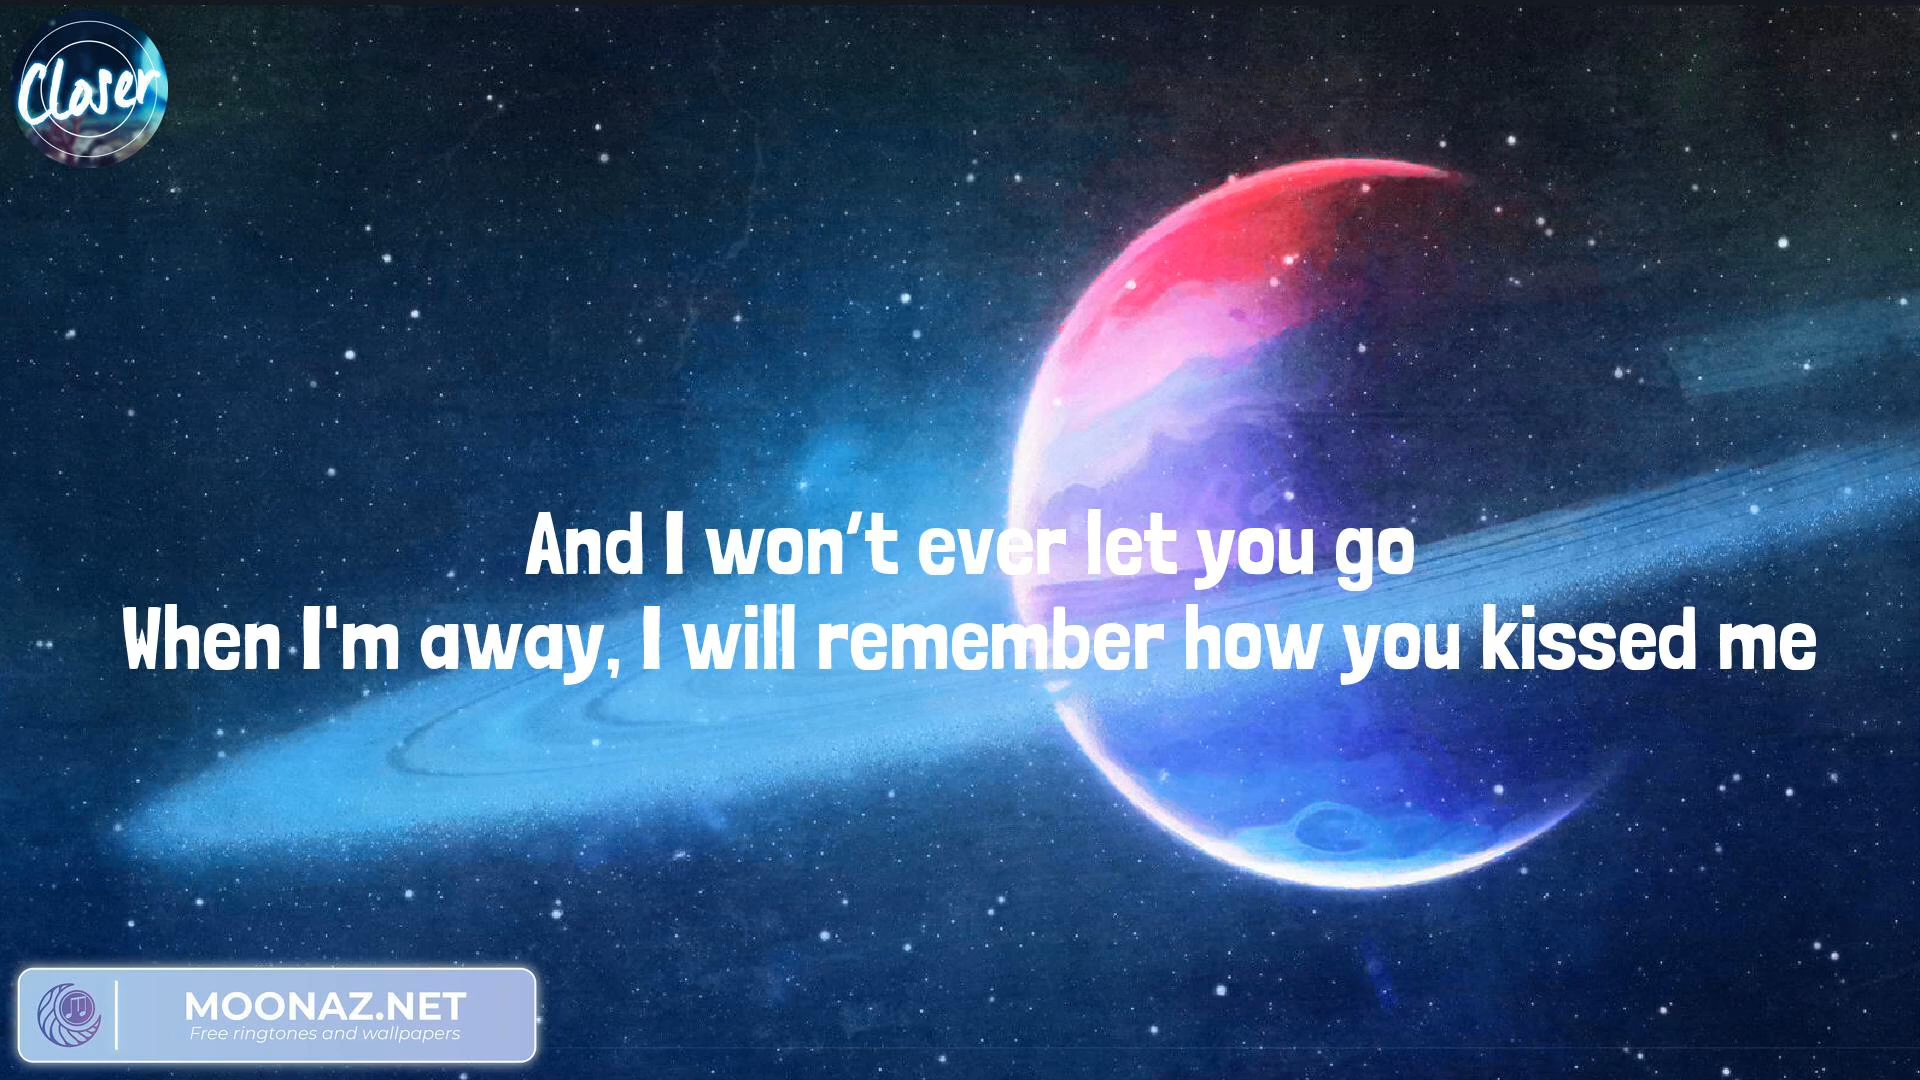 Closer
And I won’t ever let you go
When I'm away, I will remember how you kissed me
MOONAZ.NET
Free ringtones and wallpapers